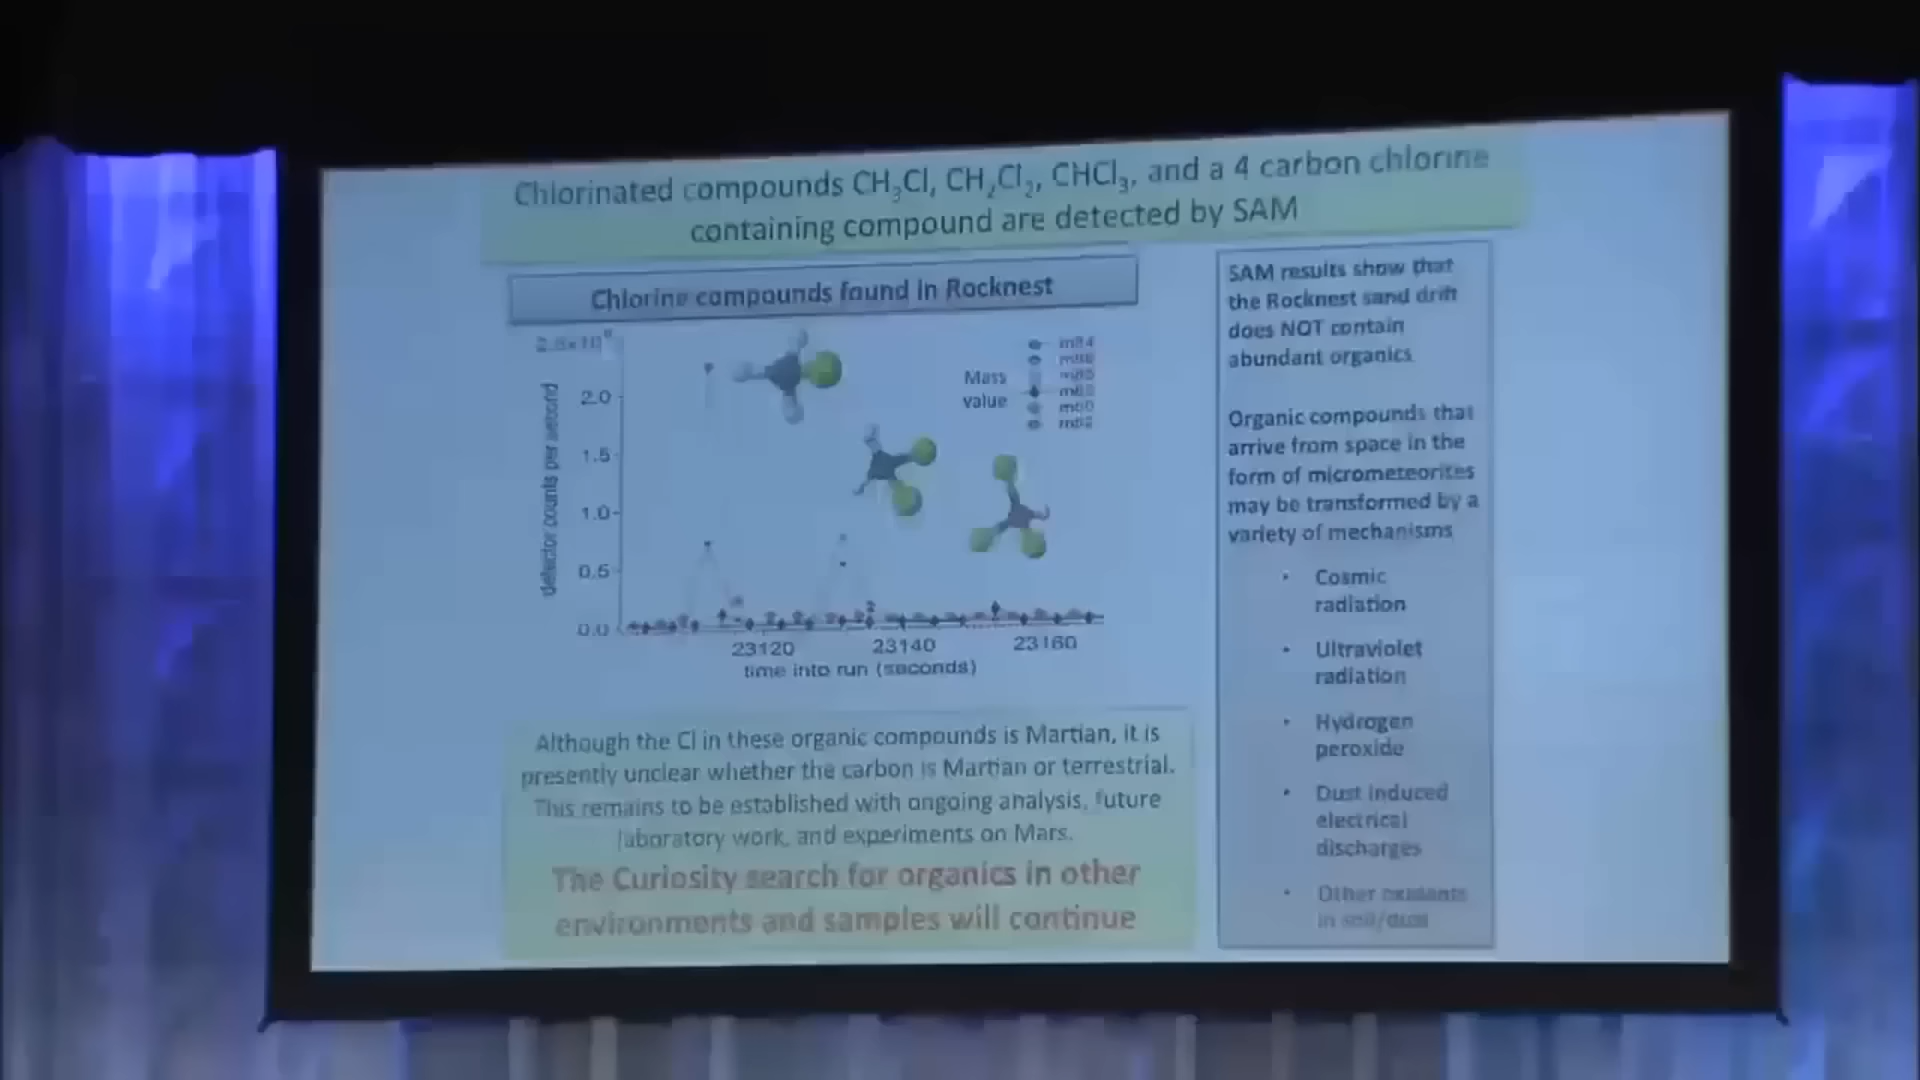 Chlorinated compounds CH₃Cl, CH₂Cl₂, CHCl₃, and a 4 carbon chlorine
containing compound are detected by SAM
Chlorine compounds found in Rocknest
detector counts per second
2.0
1.5
1.0
0.5
0.0
Mass
value
23120
23140
23160
time into run (seconds)
Although the Cl in these organic compounds is Martian, it is
presently unclear whether the carbon is Martian or terrestrial.
This remains to be established with ongoing analysis, future
laboratory work, and experiments on Mars.
The Curiosity search for organics in other
environments and samples will continue
SAM results show that
the Rocknest sand drift
does NOT contain
abundant organics
Organic compounds that
arrive from space in the
form of micrometeorites
may be transformed by a
variety of mechanisms
• Cosmic
radiation
• Ultraviolet
radiation
• Hydrogen
peroxide
• Dust induced
electrical
discharges
• Other oxidants
in soil/dust